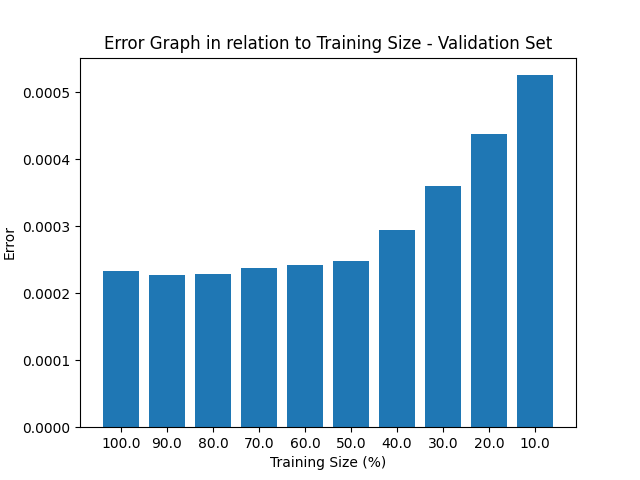 Error Graph in relation to Training Size - Validation Set
0.0005
0.0004
0.0003
0.0002
0.0001
0.0000
Error
100.0 90.0 80.0 70.0 60.0 50.0 40.0 30.0 20.0 10.0
Training Size (%)